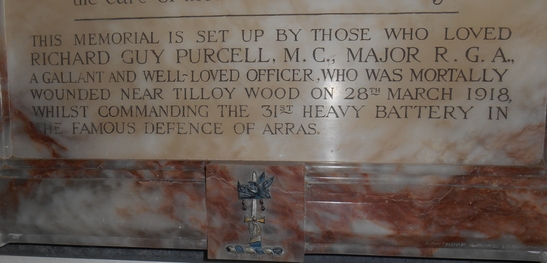 THIS MEMORIAL IS SET UP BY THOSE WHO LOVED
RICHARD GUY PURCELL, M.C., MAJOR R.G.A.,
A GALLANT AND WELL-LOVED OFFICER, WHO WAS MORTALLY
WOUNDED NEAR TILLOY WOOD ON 28TH MARCH 1918,
WHILST COMMANDING THE 31ST HEAVY BATTERY IN
THE FAMOUS DEFENCE OF ARRAS.